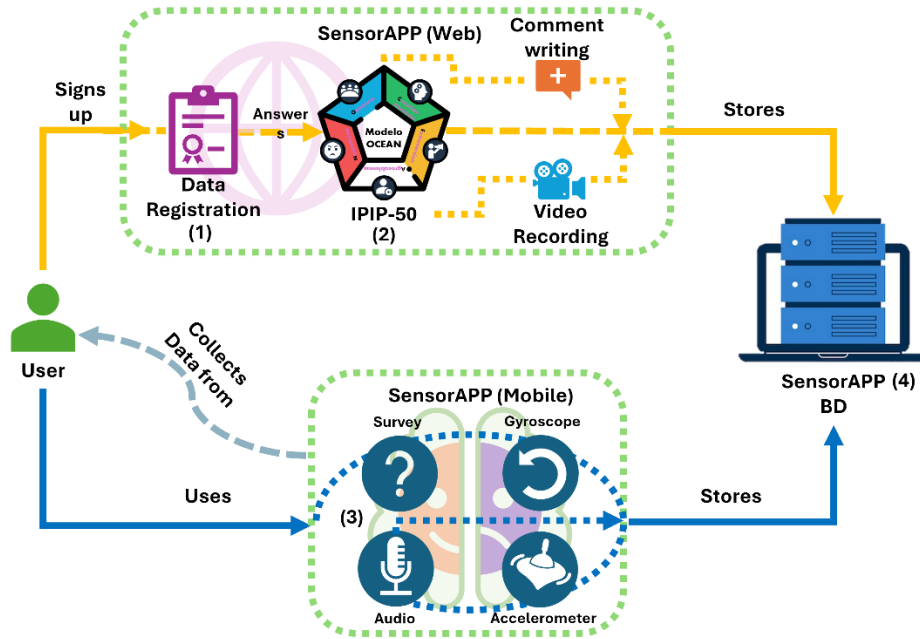 SensorAPP (Web)
Comment
writing
Signs
up
Answer
s
Modelo
OCEAN
Stores
Data
Registration
(1)
IPIP-50
(2)
Video
Recording
User
Collects
Data from
SensorAPP (4)
BD
SensorAPP (Mobile)
Survey
Gyroscope
Uses
(3)
Stores
Audio
Accelerometer